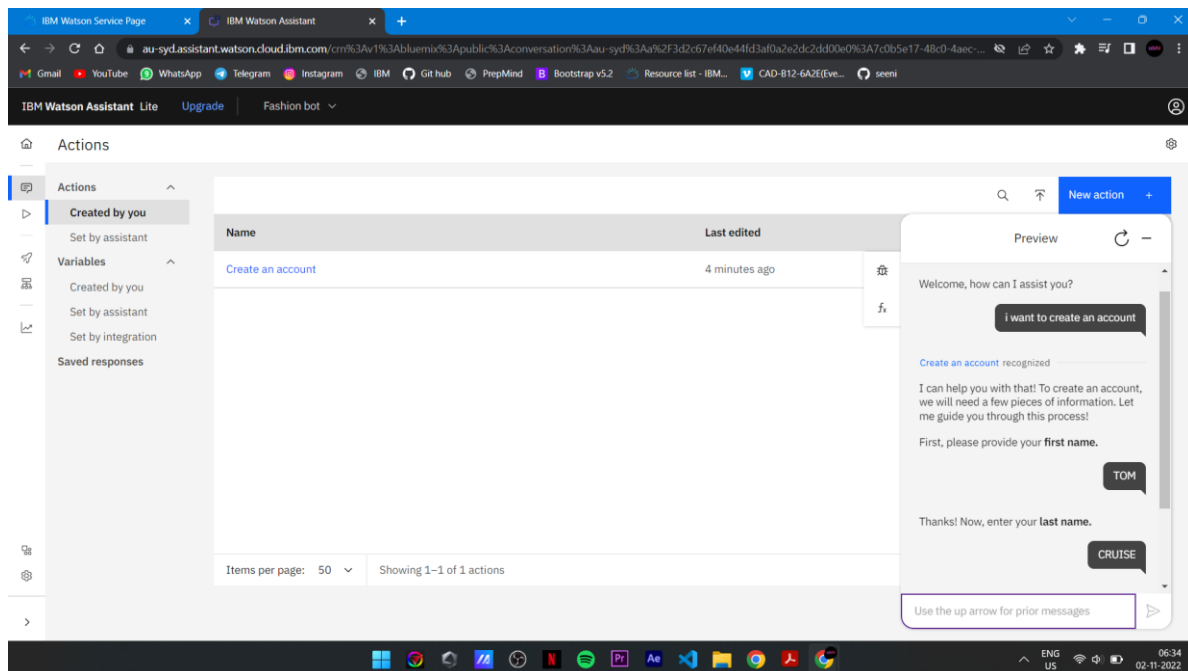 IBM Watson Service Page
IBM Watson Assistant
au-syd.assistant.watson.cloud.ibm.com/crn%3Av1%3Abluemix%3Apublic%3Aconversation%3Aau-syd%3Aa%2F3d2c67ef40e44fd3af0a2e2dc2dd00e0%3A7c0b5e17-48c0-4aec-...
Gmail YouTube WhatsApp Telegram Instagram IBM Git hub PrepMind Bootstrap v5.2 Resource list - IBM... CAD-B12-6A2E(Eve... seeni
IBM Watson Assistant Lite Upgrade Fashion bot
Actions
Actions
Created by you
Set by assistant
Variables
Created by you
Set by assistant
Set by integration
Saved responses
New action +
Name Last edited
Create an account 4 minutes ago
Items per page: 50 Showing 1–1 of 1 actions
Preview
Welcome, how can I assist you?
i want to create an account
Create an account recognized
I can help you with that! To create an account,
we will need a few pieces of information. Let
me guide you through this process!
First, please provide your first name.
TOM
Thanks! Now, enter your last name.
CRUISE
Use the up arrow for prior messages
ENG
US
06:34
02-11-2022